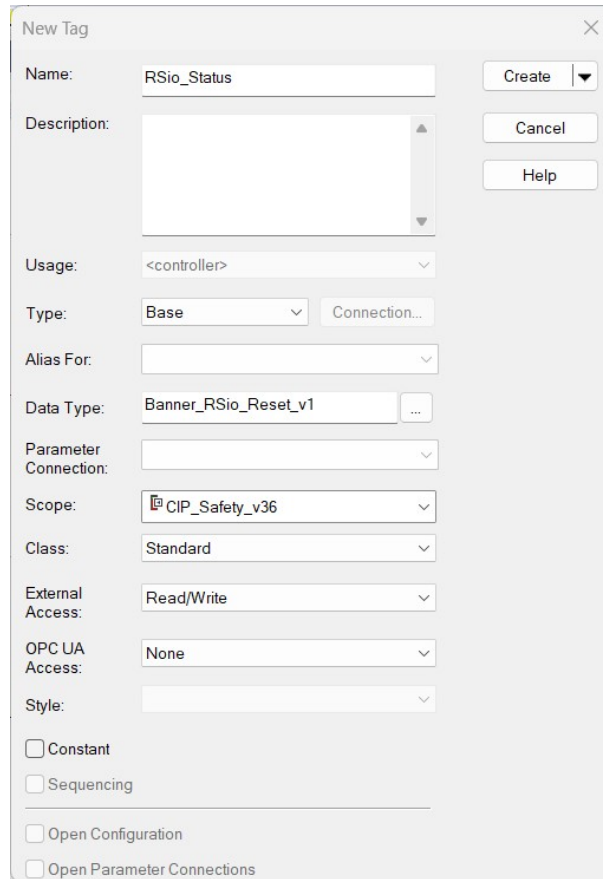 New Tag
Name: RSio_Status Create
Description: Cancel
Help
Usage: <controller>
Type: Base Connection...
Alias For:
Data Type: Banner_RSio_Reset_v1 ...
Parameter
Connection:
Scope: CIP_Safety_v36
Class: Standard
External
Access: Read/Write
OPC UA
Access: None
Style:
Constant
Sequencing
Open Configuration
Open Parameter Connections